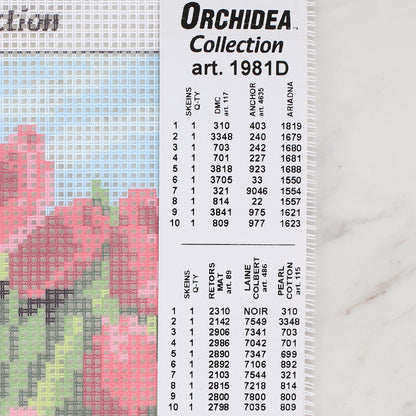 ction
ORCHIDEA™
Collection
art. 1981D
SKEINS Q-TY DMC art. 117 ANCHOR art. 4635 ARIADNA
1 1 310 403 1819
2 1 3348 240 1679
3 1 703 242 1680
4 1 701 227 1681
5 1 3818 923 1688
6 1 3705 33 1550
7 1 321 9046 1554
8 1 814 22 1557
9 1 3841 975 1621
10 1 809 977 1623
SKEINS Q-TY RETORS MAT art. 89 LAINE COLBERT art. 486 PEARL COTTON art. 115
1 1 2310 NOIR 310
2 1 2142 7549 3348
3 1 2906 7341 703
4 1 2986 7042 701
5 1 2890 7347 699
6 1 2892 7106 892
7 1 2103 7544 321
8 1 2815 7218 814
9 1 2800 7800 800
10 1 2798 7035 809